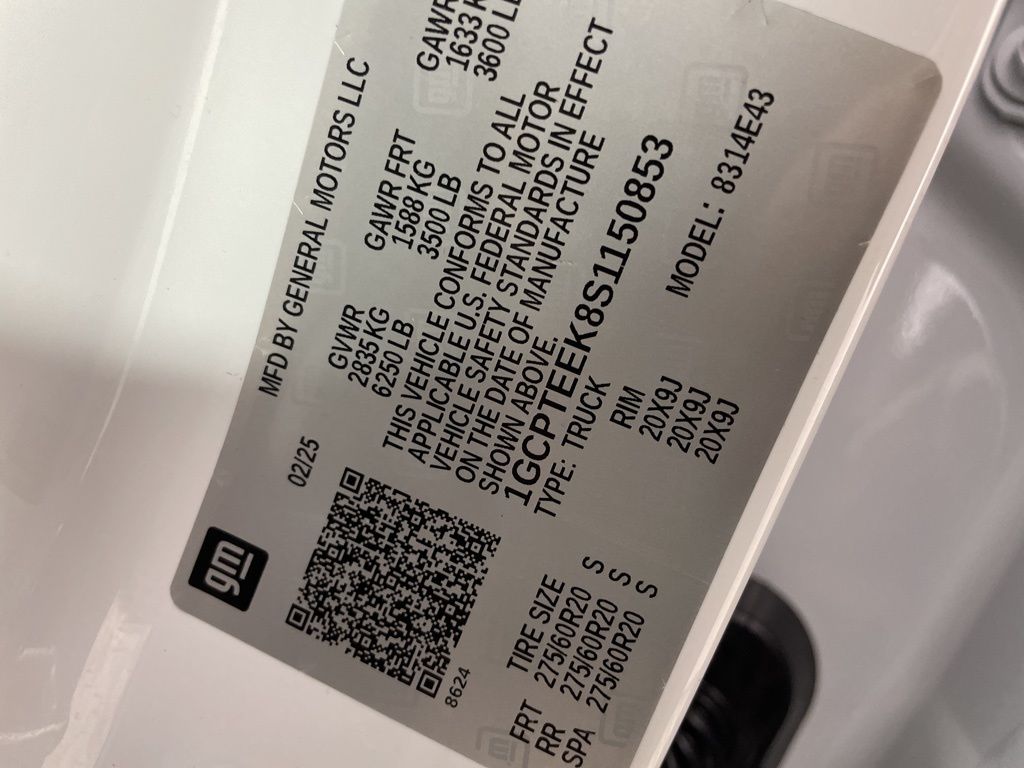 gm
02/25
MFD BY GENERAL MOTORS LLC
GVWR GAWR FRT GAWR
2835 KG 1588 KG 1633
6250 LB 3500 LB 3600
THIS VEHICLE CONFORMS TO ALL
APPLICABLE U.S. FEDERAL MOTOR
VEHICLE SAFETY STANDARDS IN EFFECT
ON THE DATE OF MANUFACTURE
SHOWN ABOVE.
1GCPTEEK8S1150853
TYPE: TRUCK MODEL: 8314E43
8624
TIRE SIZE RIM
FRT 275/60R20 S 20X9J
RR 275/60R20 S 20X9J
SPA 275/60R20 S 20X9J